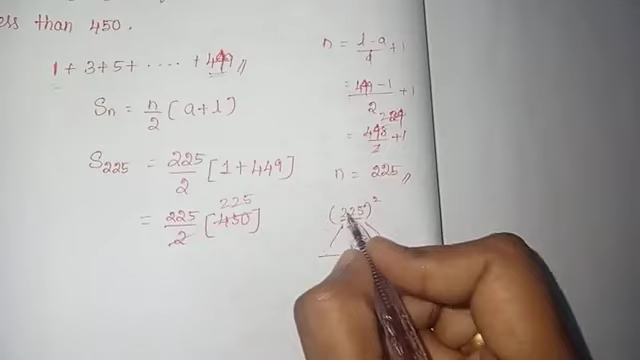 ess than 450.
1 + 3 + 5 + ..... + 449 //
Sn = n/2 (a + l)
S225 = 225/2 [1 + 449]
225
= 225/2 [450]
n = l-a/d + 1
= 449-1/2 + 1
224
= 448/2 + 1
n = 225 //
(225)²